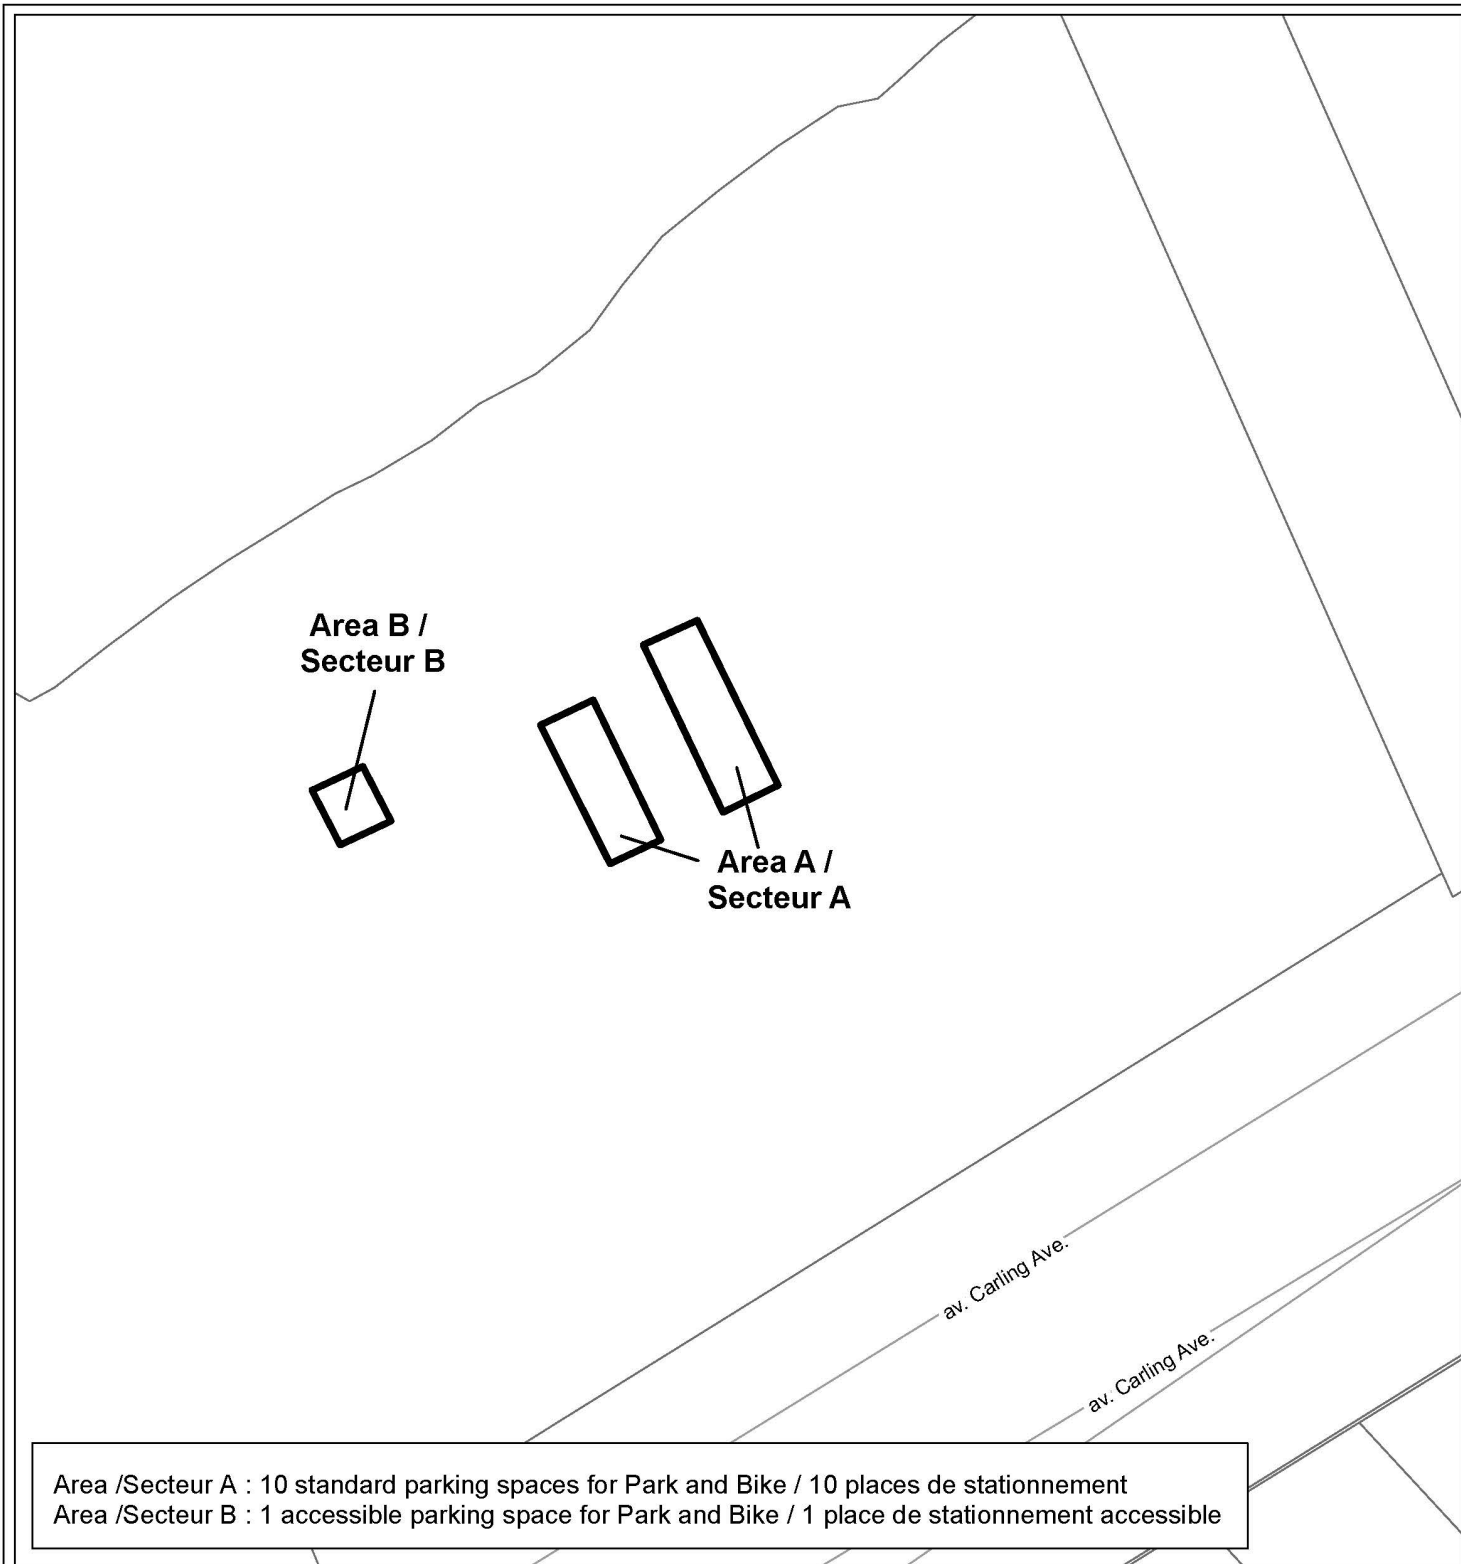 Area B /
Secteur B
Area A /
Secteur A
av. Carling Ave.
av. Carling Ave.
Area /Secteur A : 10 standard parking spaces for Park and Bike / 10 places de stationnement
Area /Secteur B : 1 accessible parking space for Park and Bike / 1 place de stationnement accessible